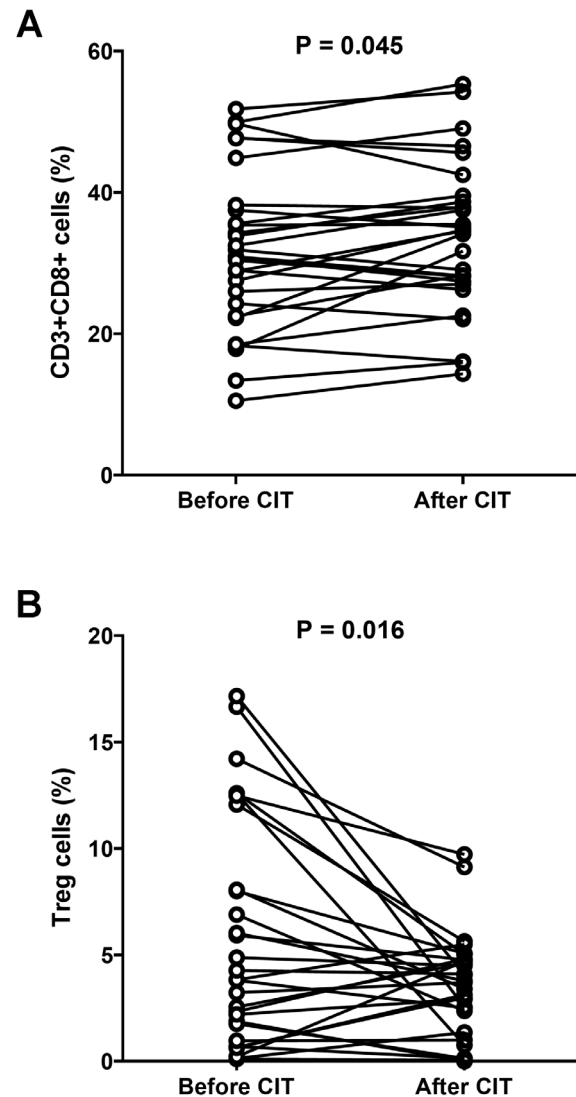 A
P = 0.045
60
40
20
0
CD3+CD8+ cells (%)
Before CIT
After CIT
B
P = 0.016
20
15
10
5
0
Treg cells (%)
Before CIT
After CIT